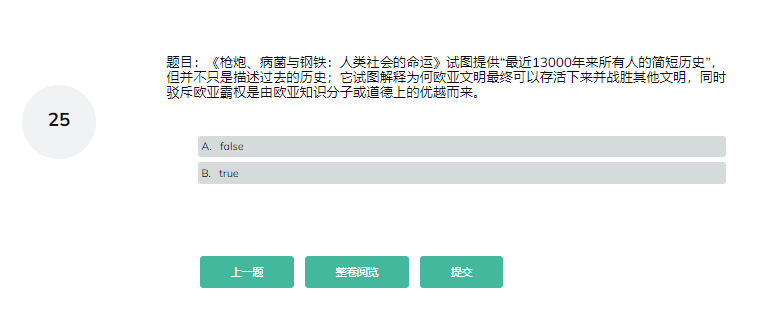 25
题目：《枪炮、病菌与钢铁：人类社会的命运》试图提供“最近13000年来所有人的简短历史”，
但并不只是描述过去的历史；它试图解释为何欧亚文明最终可以存活下来并战胜其他文明，同时
驳斥欧亚霸权是由欧亚知识分子或道德上的优越而来。
A. false
B. true
上一题 整卷阅览 提交